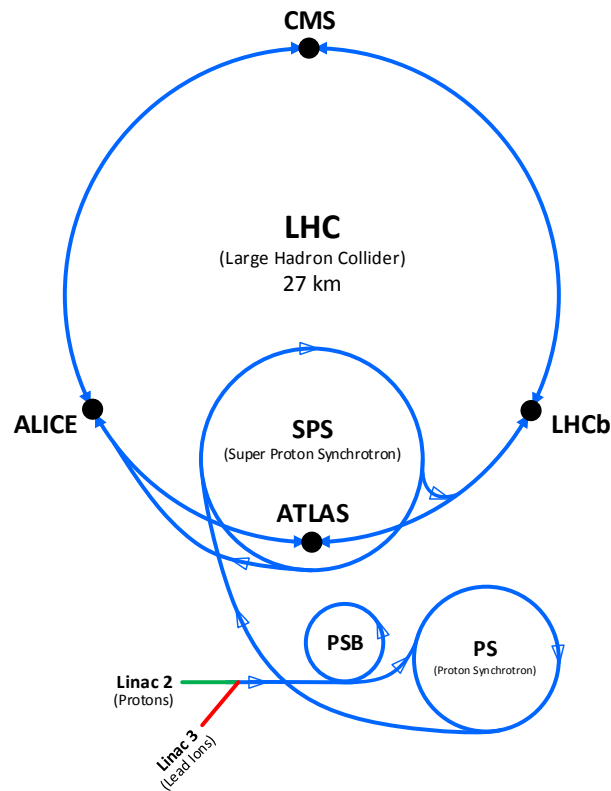 CMS
LHC
(Large Hadron Collider)
27 km
ALICE
SPS
(Super Proton Synchrotron)
LHCb
ATLAS
PSB
PS
(Proton Synchrotron)
Linac 2
(Protons)
Linac 3
(Lead Ions)